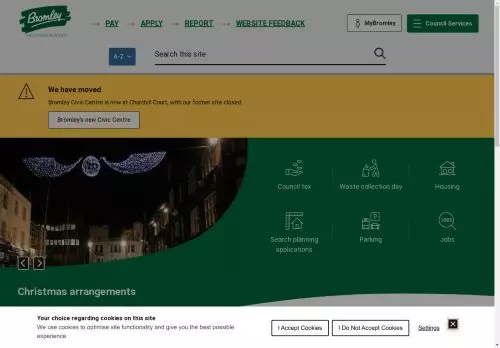 Bromley
PAY
APPLY
REPORT
WEBSITE FEEDBACK
MyBromley
Council Services
A-Z
Search this site
We have moved
Bromley Civic Centre is now at Churchill Court, with our former site closed.
Bromley's new Civic Centre
Council tax
Waste collection day
Housing
Search planning
applications
P
Parking
JOBS
Jobs
Christmas arrangements
Your choice regarding cookies on this site
We use cookies to optimise site functionality and give you the best possible
experience
I Accept Cookies
I Do Not Accept Cookies
Settings